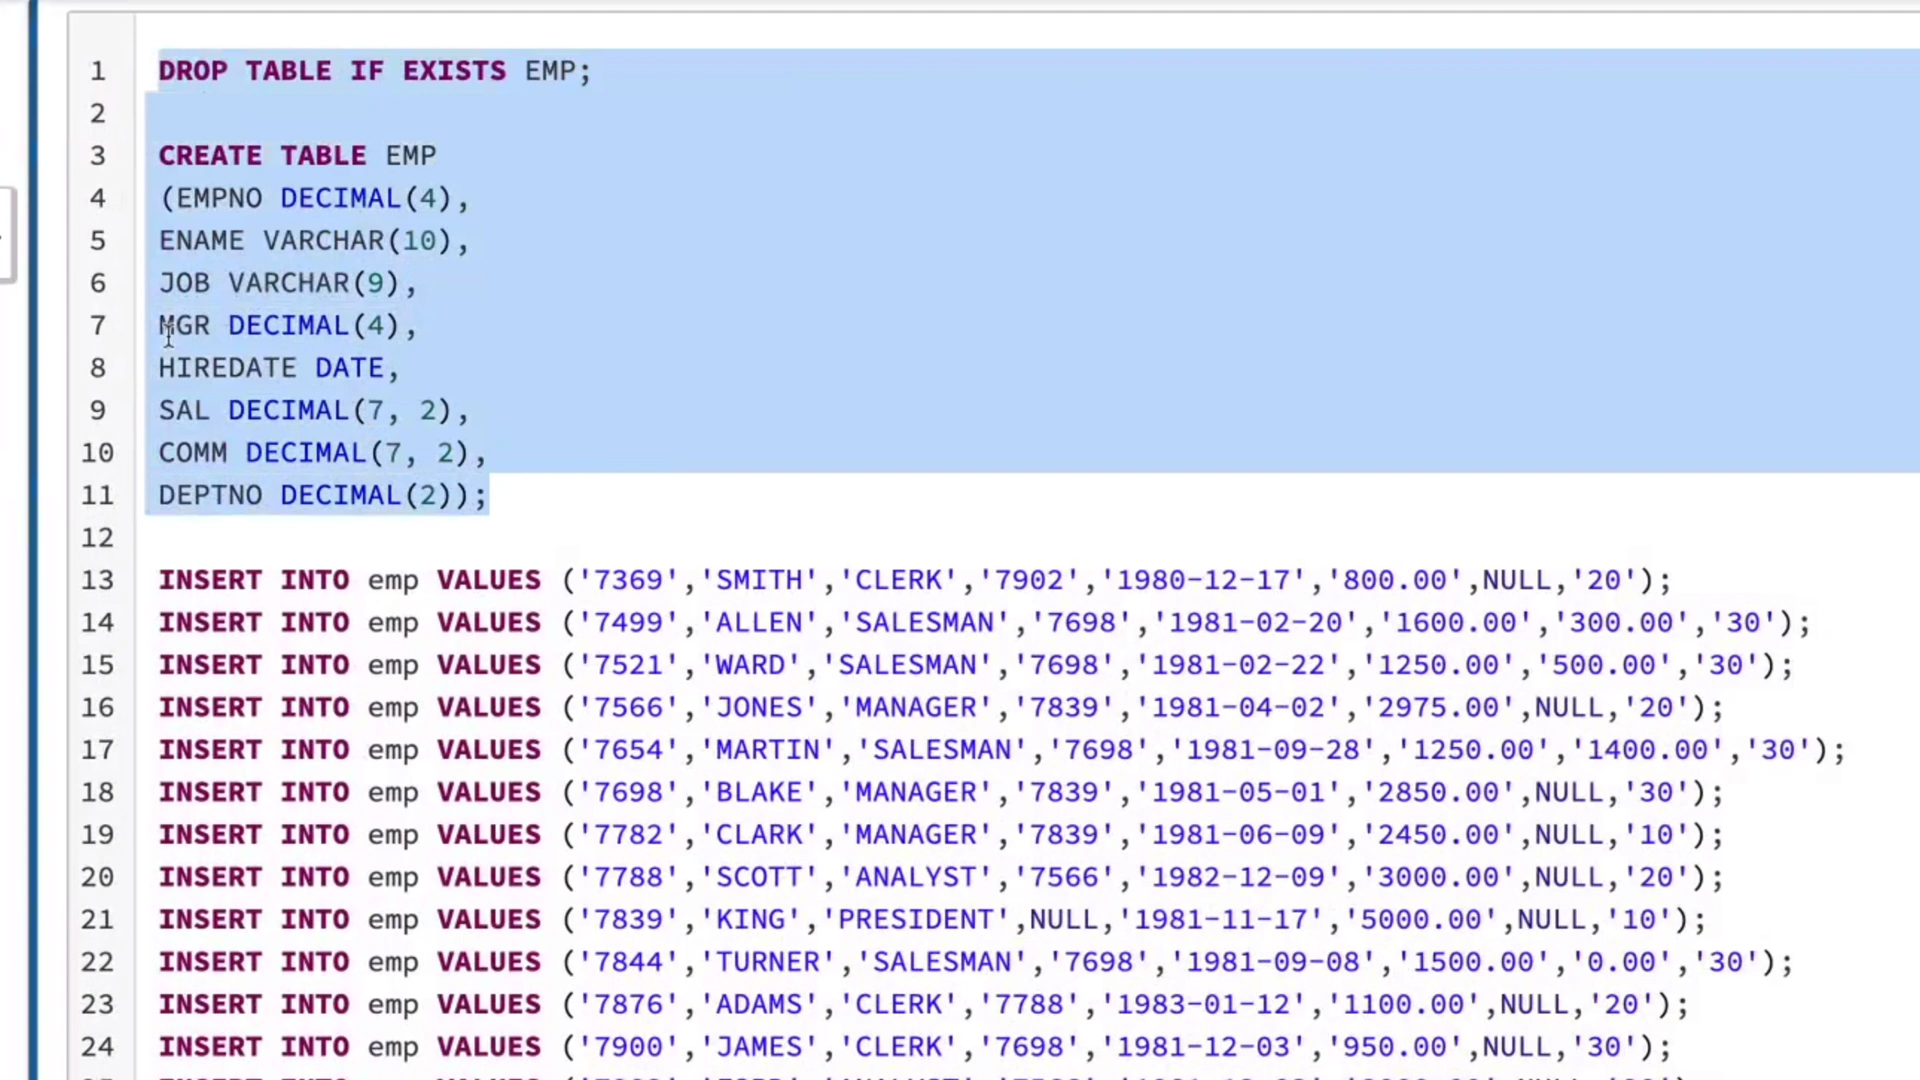 1 DROP TABLE IF EXISTS EMP;
2
3 CREATE TABLE EMP
4 (EMPNO DECIMAL(4),
5 ENAME VARCHAR(10),
6 JOB VARCHAR(9),
7 MGR DECIMAL(4),
8 HIREDATE DATE,
9 SAL DECIMAL(7, 2),
10 COMM DECIMAL(7, 2),
11 DEPTNO DECIMAL(2));
12
13 INSERT INTO emp VALUES ('7369','SMITH','CLERK','7902','1980-12-17','800.00',NULL,'20');
14 INSERT INTO emp VALUES ('7499','ALLEN','SALESMAN','7698','1981-02-20','1600.00','300.00','30');
15 INSERT INTO emp VALUES ('7521','WARD','SALESMAN','7698','1981-02-22','1250.00','500.00','30');
16 INSERT INTO emp VALUES ('7566','JONES','MANAGER','7839','1981-04-02','2975.00',NULL,'20');
17 INSERT INTO emp VALUES ('7654','MARTIN','SALESMAN','7698','1981-09-28','1250.00','1400.00','30');
18 INSERT INTO emp VALUES ('7698','BLAKE','MANAGER','7839','1981-05-01','2850.00',NULL,'30');
19 INSERT INTO emp VALUES ('7782','CLARK','MANAGER','7839','1981-06-09','2450.00',NULL,'10');
20 INSERT INTO emp VALUES ('7788','SCOTT','ANALYST','7566','1982-12-09','3000.00',NULL,'20');
21 INSERT INTO emp VALUES ('7839','KING','PRESIDENT',NULL,'1981-11-17','5000.00',NULL,'10');
22 INSERT INTO emp VALUES ('7844','TURNER','SALESMAN','7698','1981-09-08','1500.00','0.00','30');
23 INSERT INTO emp VALUES ('7876','ADAMS','CLERK','7788','1983-01-12','1100.00',NULL,'20');
24 INSERT INTO emp VALUES ('7900','JAMES','CLERK','7698','1981-12-03','950.00',NULL,'30');